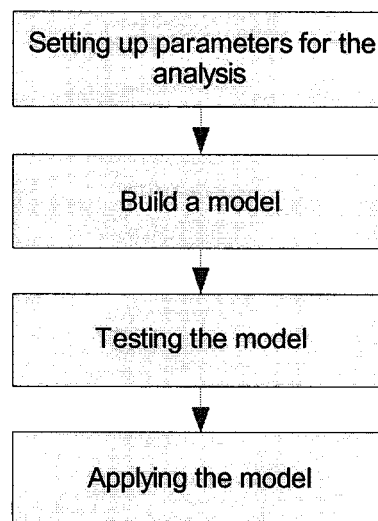 Setting up parameters for the
analysis
Build a model
Testing the model
Applying the model